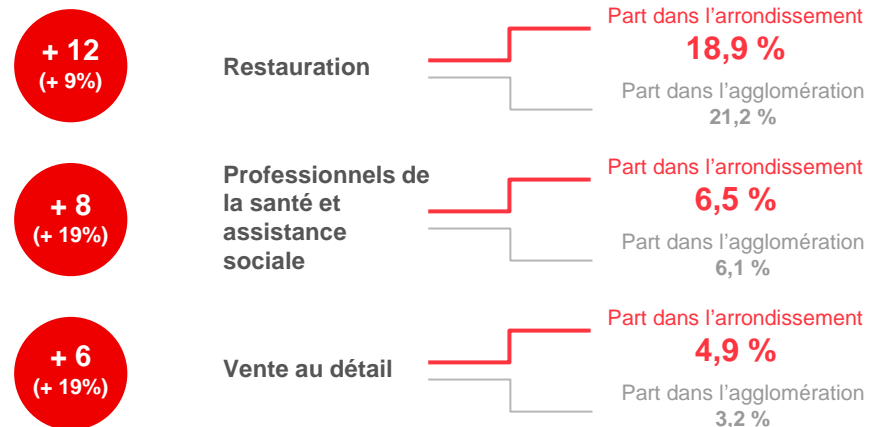 + 12
(+ 9%)
Restauration
Part dans l'arrondissement
18,9 %
Part dans l'agglomération
21,2 %
+ 8
(+ 19%)
Professionnels de
la santé et
assistance
sociale
Part dans l'arrondissement
6,5 %
Part dans l'agglomération
6,1 %
+ 6
(+ 19%)
Vente au détail
Part dans l'arrondissement
4,9 %
Part dans l'agglomération
3,2 %